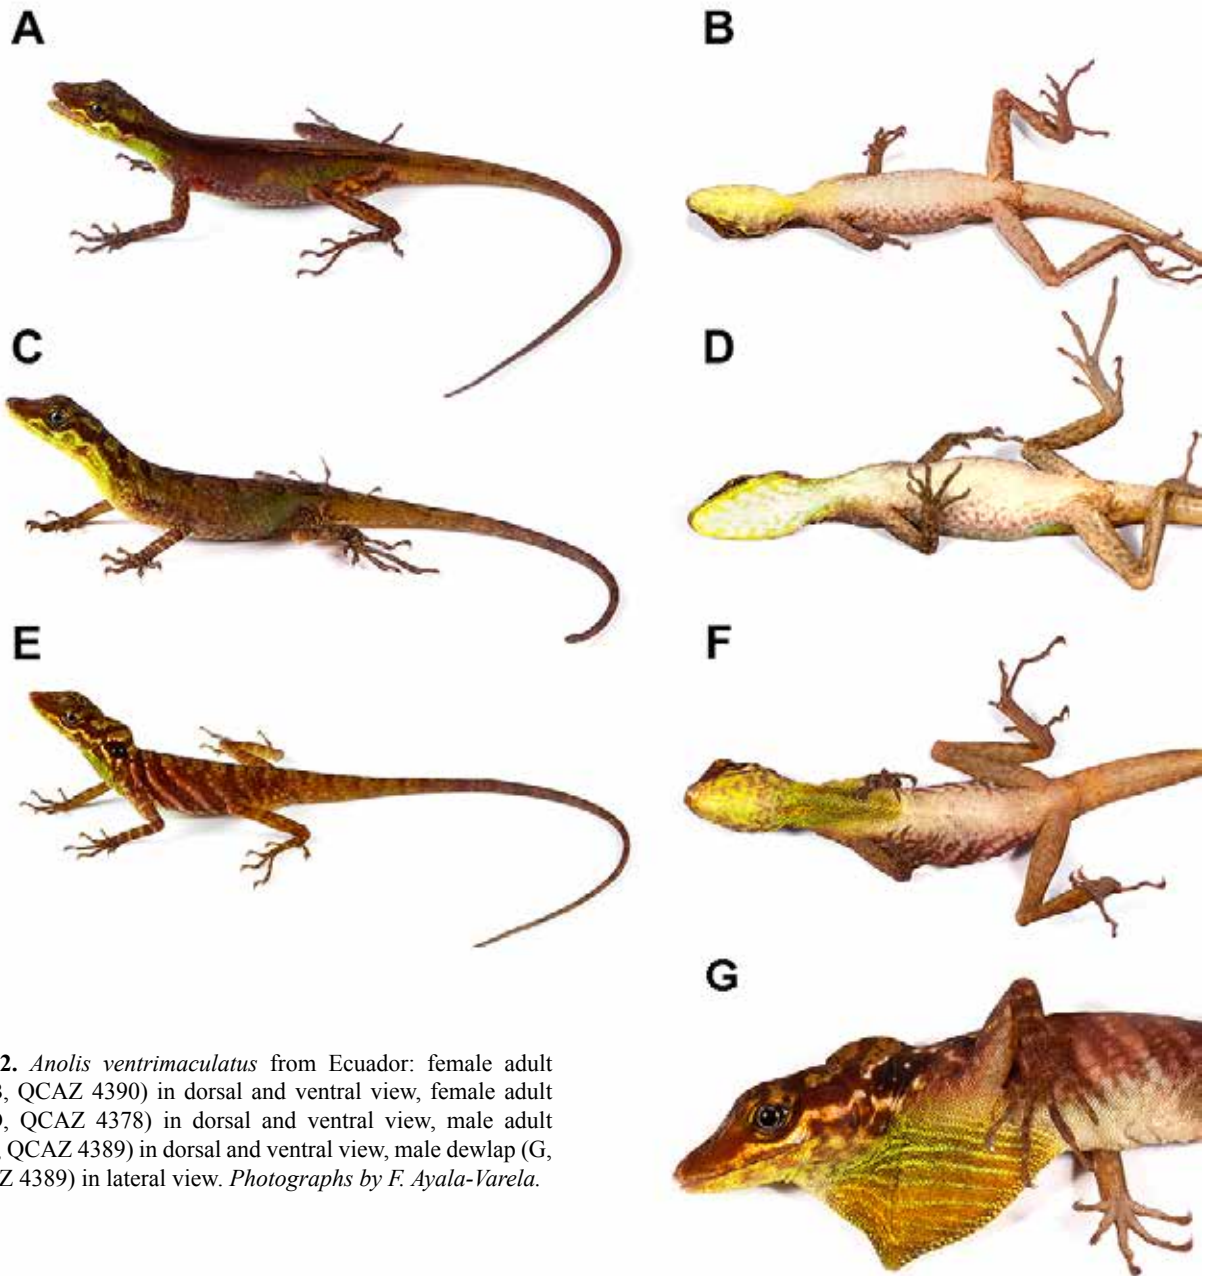 A
B
C
D
E
F
G
2. Anolis ventrimaculatus from Ecuador: female adult
, QCAZ 4390) in dorsal and ventral view, female adult
, QCAZ 4378) in dorsal and ventral view, male adult
, QCAZ 4389) in dorsal and ventral view, male dewlap (G,
Z 4389) in lateral view. Photographs by F. Ayala-Varela.